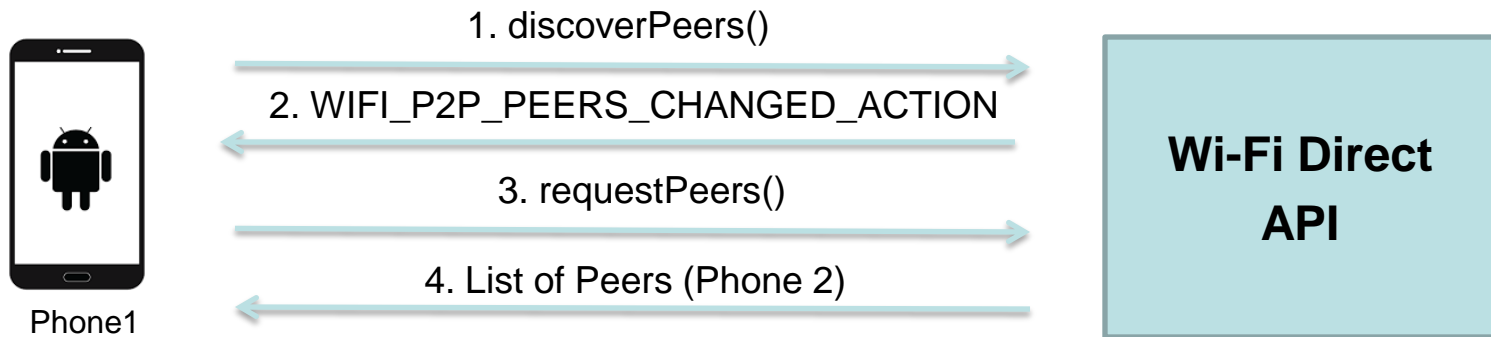 1. discoverPeers()
2. WIFI_P2P_PEERS_CHANGED_ACTION
3. requestPeers()
4. List of Peers (Phone 2)
Phone1
Wi-Fi Direct
API